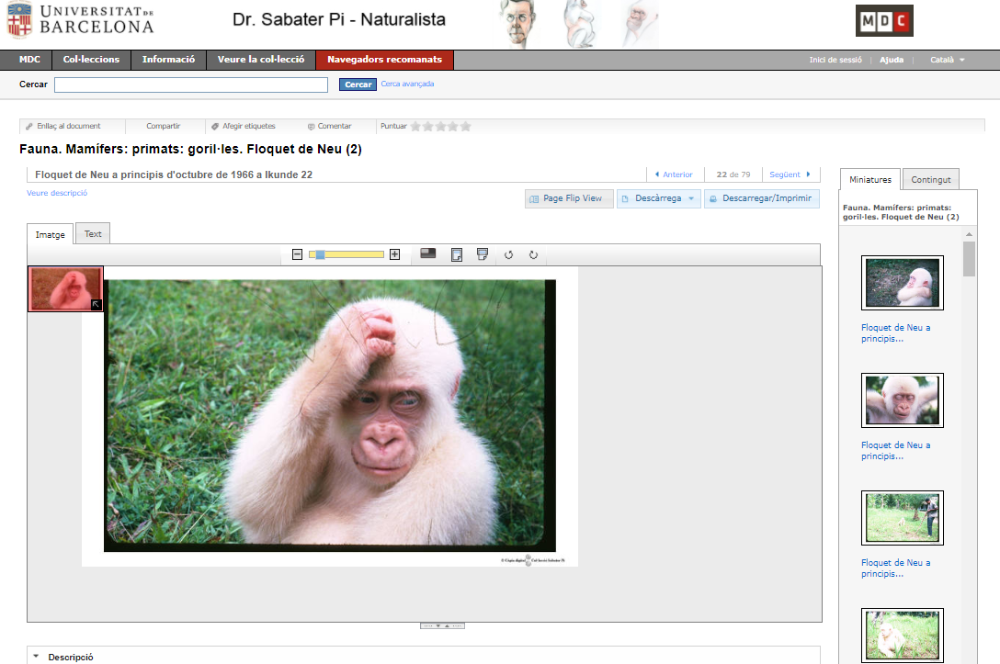 UNIVERSITAT DE
BARCELONA
Dr. Sabater Pi - Naturalista
MDC
MDC
Col·leccions
Informació
Veure la col·lecció
Navegadors recomanats
Inici de sessió
Ajuda
Català
Cercar
Cercar
Cerca avançada
Enllaç al document
Compartir
Afegir etiquetes
Comentar
Puntuar
Fauna. Mamífers: primats: goril·les. Floquet de Neu (2)
Floquet de Neu a principis d'octubre de 1966 a Ikunde 22
Anterior
22 de 79
Següent
Veure descripció
Page Flip View
Descàrrega
Descarregar/Imprimir
Imatge
Text
© Còpia digital Col·lecció Sabater Pi
Descripció
Miniatures
Contingut
Fauna. Mamífers: primats:
goril·les. Floquet de Neu (2)
Floquet de Neu a
principis...
Floquet de Neu a
principis...
Floquet de Neu a
principis...